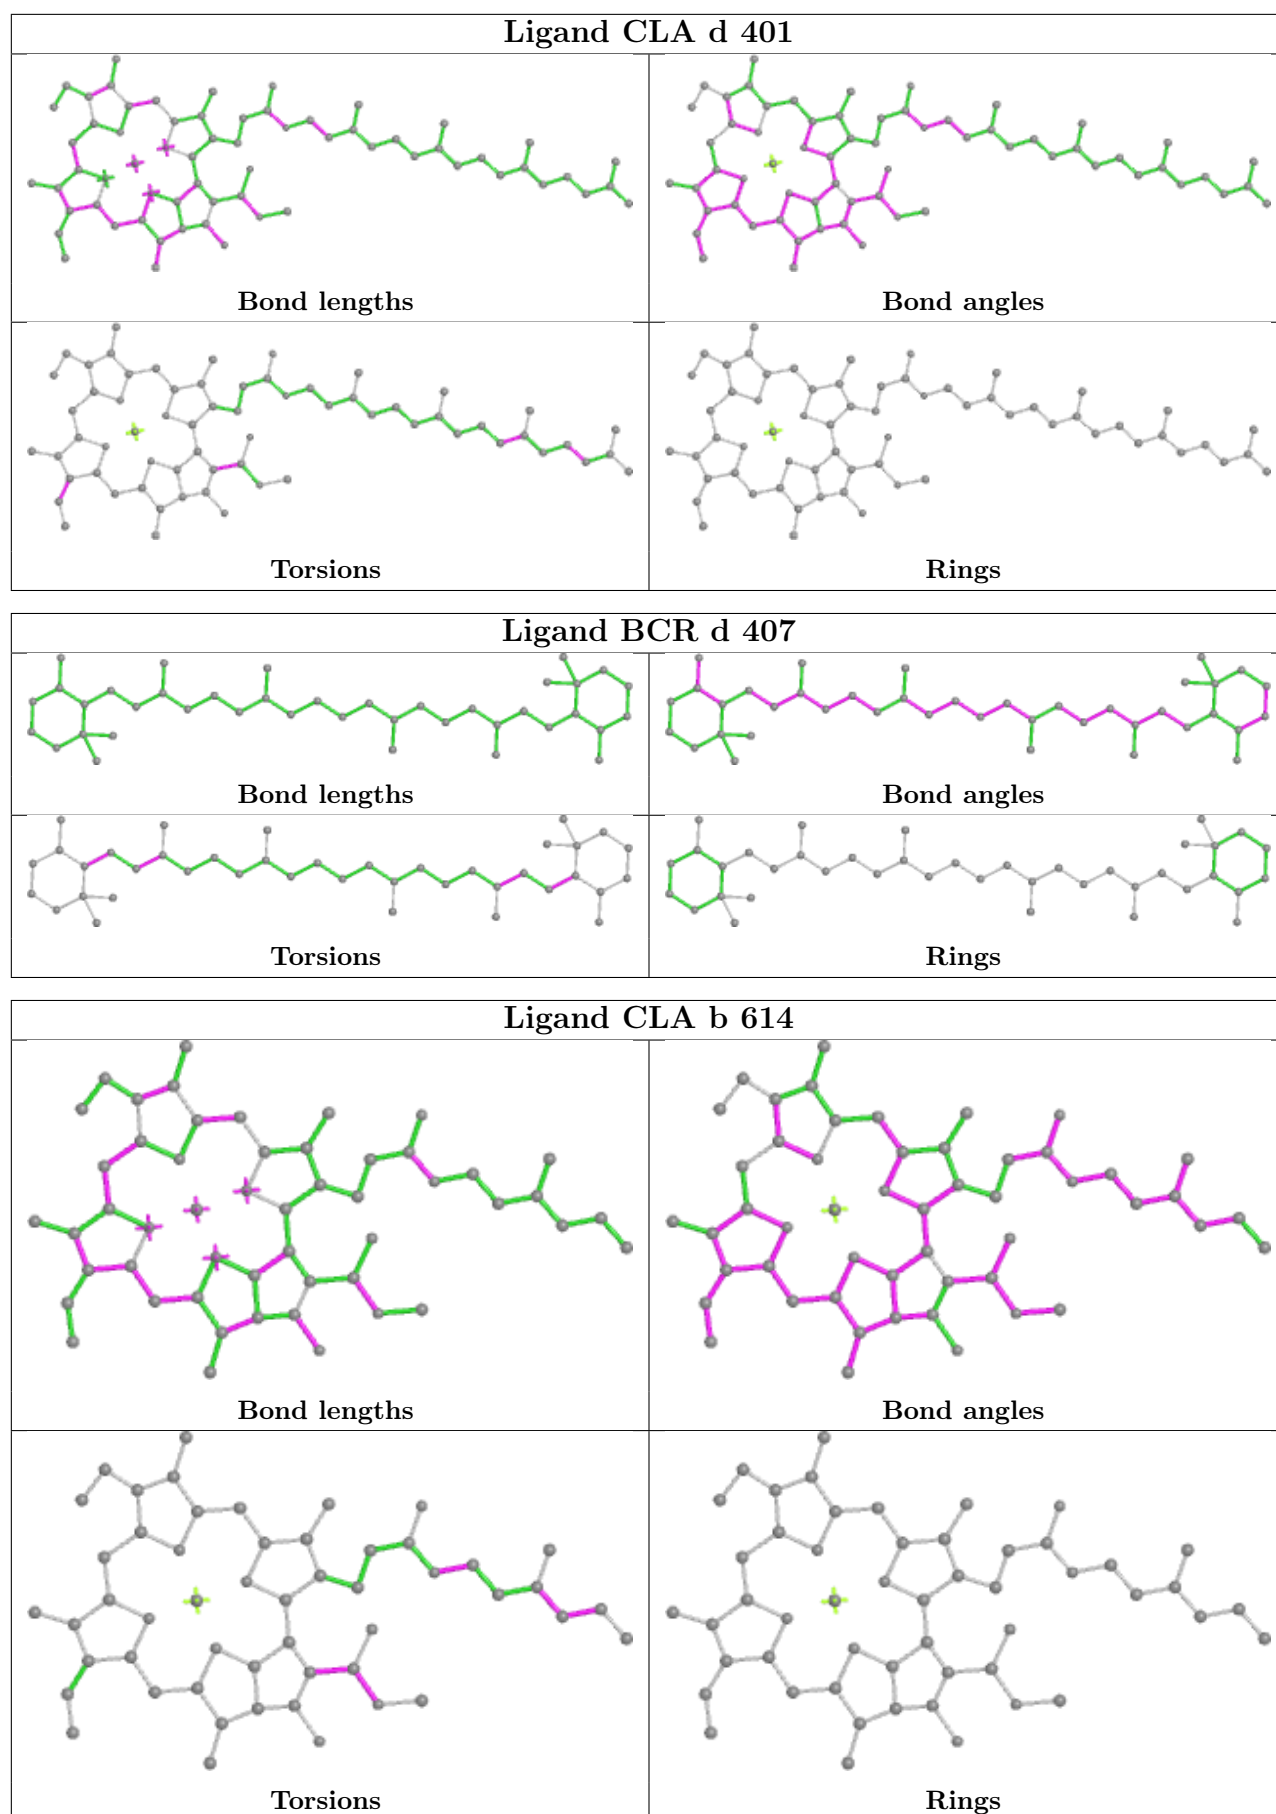 Ligand CLA d 401
Bond lengths
Bond angles
Torsions
Rings
Ligand BCR d 407
Bond lengths
Bond angles
Torsions
Rings
Ligand CLA b 614
Bond lengths
Bond angles
Torsions
Rings